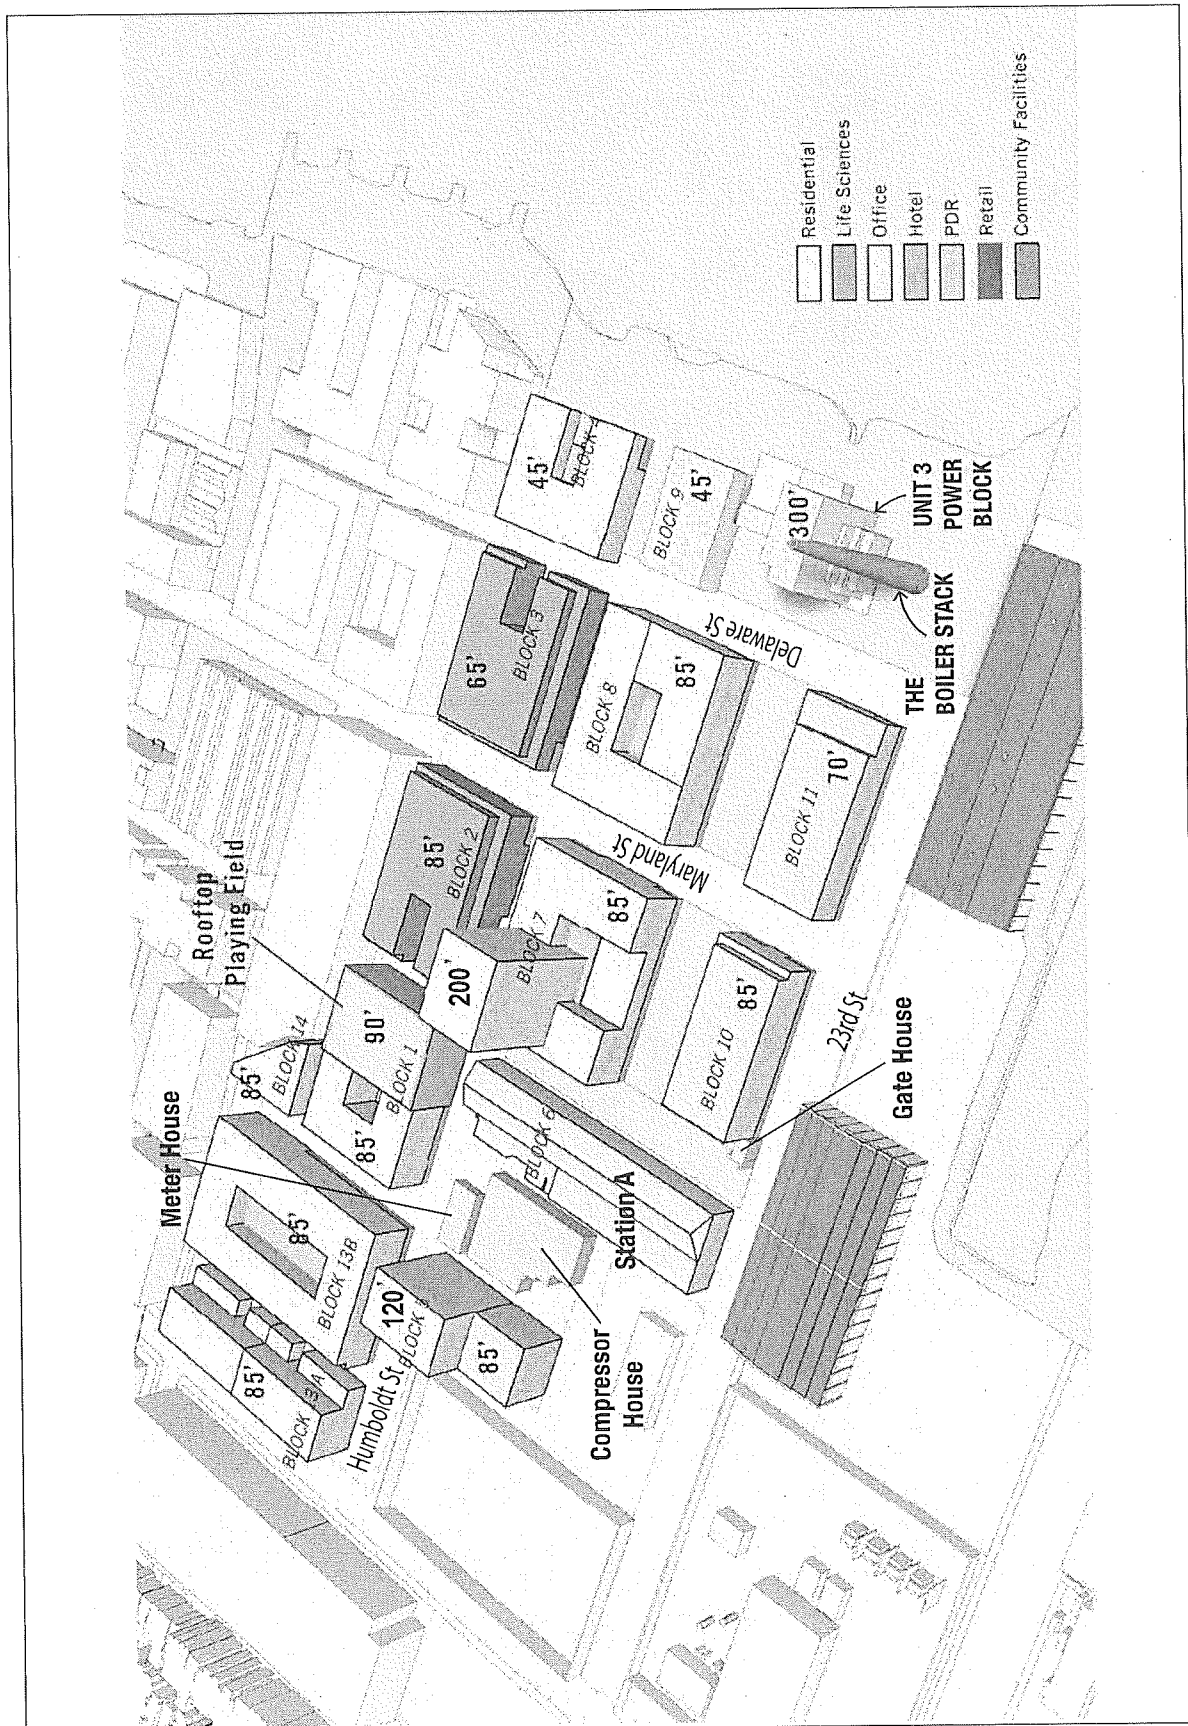 Rooftop
Playing Field
Meter House
85'
BLOCK 14
90'
BLOCK 1
85'
85'
BLOCK 2
200'
BLOCK 7
85'
65'
BLOCK 3
45'
BLOCK 4
BLOCK 9
45'
300'
UNIT 3
POWER
BLOCK
THE
BOILER STACK
Delaware St
BLOCK 8
85'
Maryland St
BLOCK 11
70'
BLOCK 10
85'
23rd St
Gate House
BLOCK 6
Station A
Compressor
House
85'
BLOCK 13B
85'
BLOCK
3A
Humboldt St
120'
BLOCK 5
85'
Residential
Life Sciences
Office
Hotel
PDR
Retail
Community Facilities